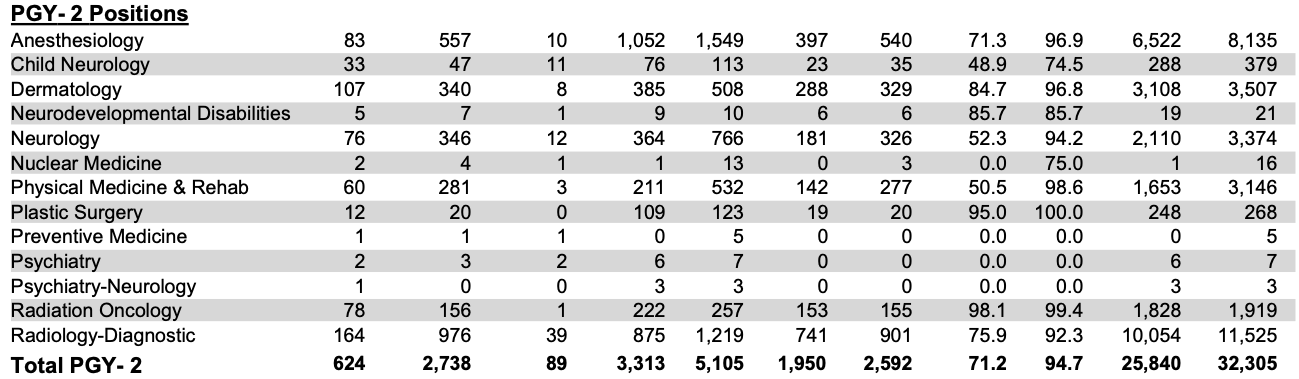 PGY- 2 Positions
Anesthesiology 83 557 10 1,052 1,549 397 540 71.3 96.9 6,522 8,135
Child Neurology 33 47 11 76 113 23 35 48.9 74.5 288 379
Dermatology 107 340 8 385 508 288 329 84.7 96.8 3,108 3,507
Neurodevelopmental Disabilities 5 7 1 9 10 6 6 85.7 85.7 19 21
Neurology 76 346 12 364 766 181 326 52.3 94.2 2,110 3,374
Nuclear Medicine 2 4 1 1 13 0 3 0.0 75.0 1 16
Physical Medicine & Rehab 60 281 3 211 532 142 277 50.5 98.6 1,653 3,146
Plastic Surgery 12 20 0 109 123 19 20 95.0 100.0 248 268
Preventive Medicine 1 1 1 0 5 0 0 0.0 0.0 0 5
Psychiatry 2 3 2 6 7 0 0 0.0 0.0 6 7
Psychiatry-Neurology 1 0 0 3 3 0 0 0.0 0.0 3 3
Radiation Oncology 78 156 1 222 257 153 155 98.1 99.4 1,828 1,919
Radiology-Diagnostic 164 976 39 875 1,219 741 901 75.9 92.3 10,054 11,525
Total PGY- 2 624 2,738 89 3,313 5,105 1,950 2,592 71.2 94.7 25,840 32,305